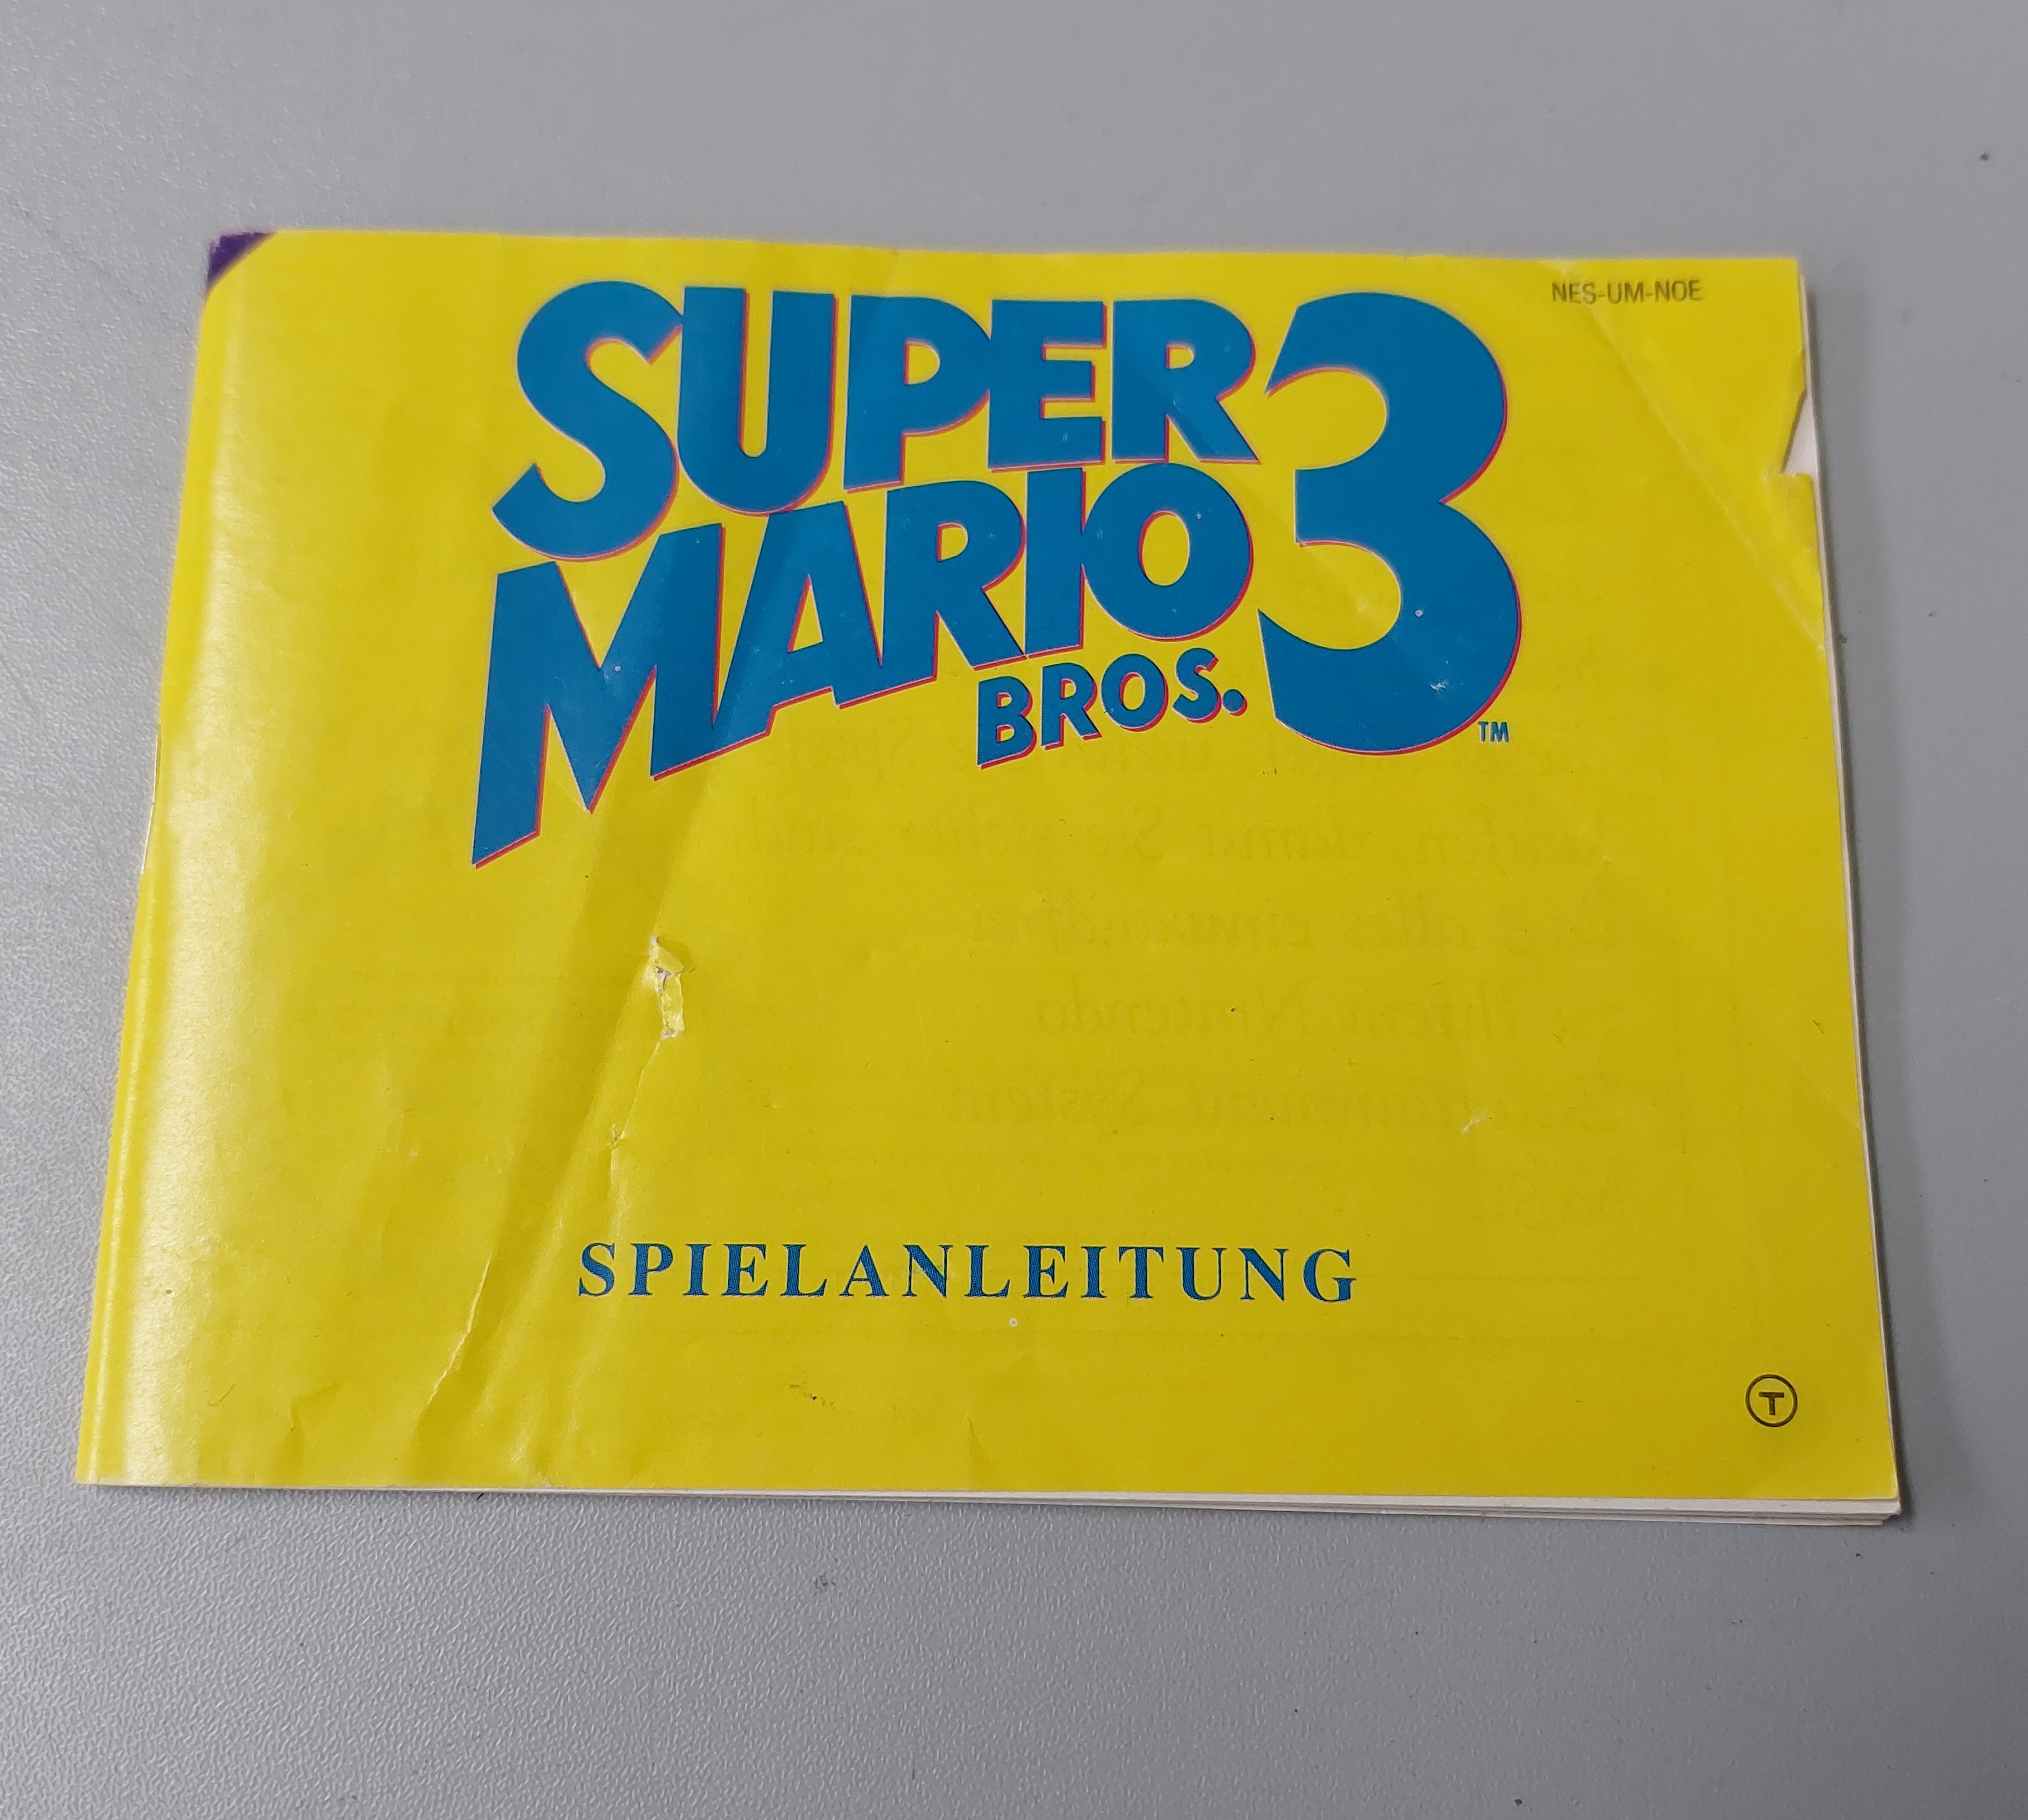 NES-UM-NOE
SUPER
MARIO
BROS.
3
TM
SPIELANLEITUNG
T